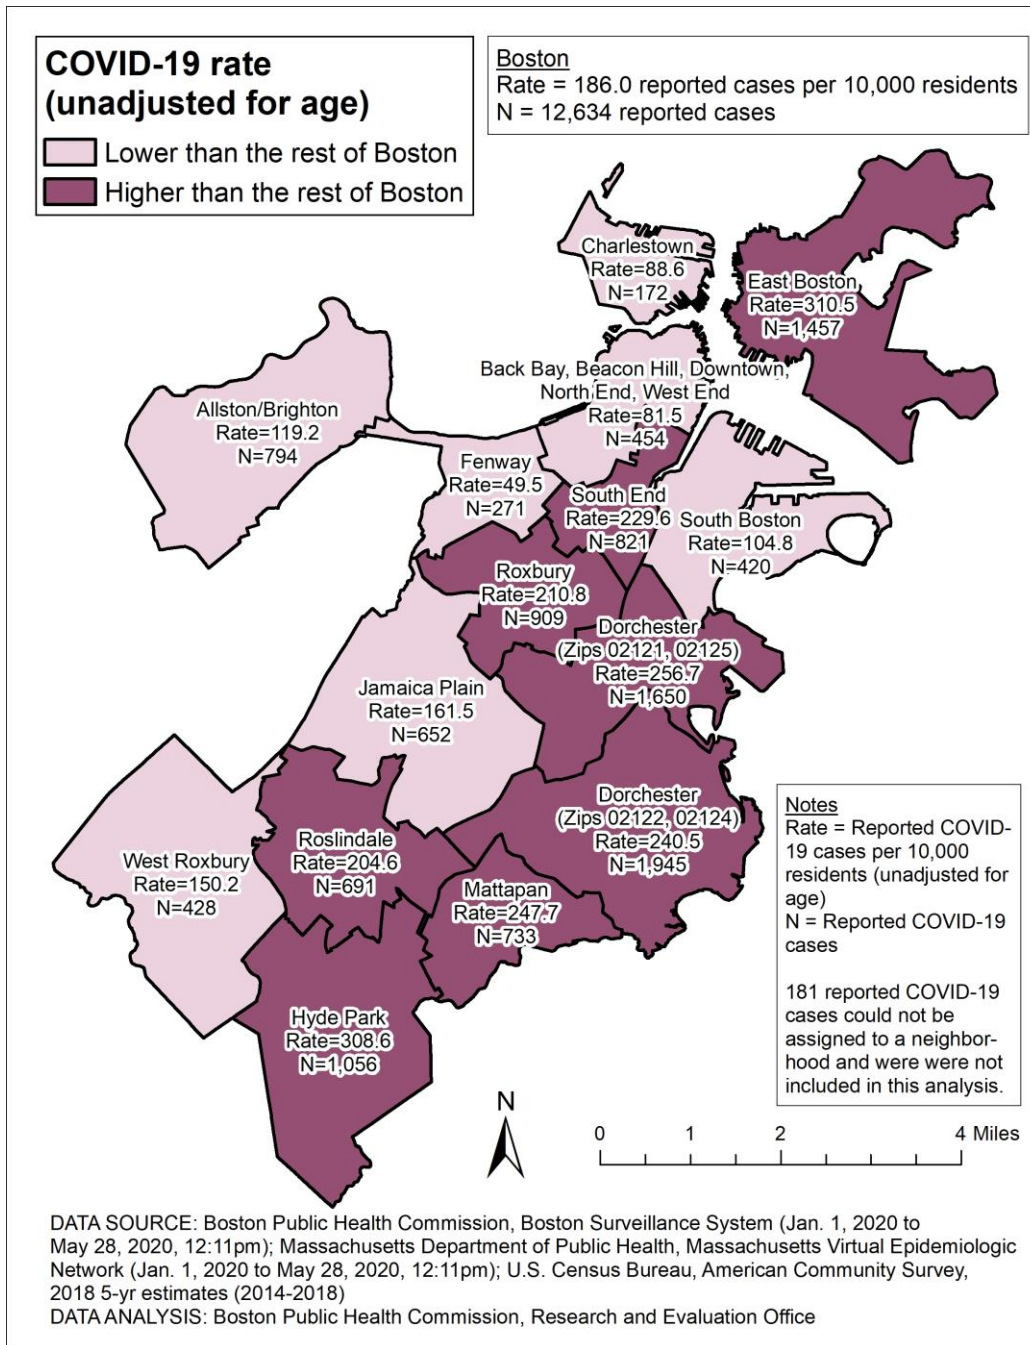 COVID-19 rate
(unadjusted for age)
Lower than the rest of Boston
Higher than the rest of Boston
Boston
Rate = 186.0 reported cases per 10,000 residents
N = 12,634 reported cases
Charlestown
Rate=88.6
N=172
East Boston
Rate=310.5
N=1,457
Back Bay, Beacon Hill, Downtown,
North End, West End
Rate=81.5
N=454
Allston/Brighton
Rate=119.2
N=794
Fenway
Rate=49.5
N=271
South End
Rate=229.6
N=821
South Boston
Rate=104.8
N=420
Roxbury
Rate=210.8
N=909
Dorchester
(Zips 02121, 02125)
Rate=256.7
N=1,650
Jamaica Plain
Rate=161.5
N=652
Dorchester
(Zips 02122, 02124)
Rate=240.5
N=1,945
West Roxbury
Rate=150.2
N=428
Roslindale
Rate=204.6
N=691
Mattapan
Rate=247.7
N=733
Hyde Park
Rate=308.6
N=1,056
Notes
Rate = Reported COVID-
19 cases per 10,000
residents (unadjusted for
age)
N = Reported COVID-19
cases
181 reported COVID-19
cases could not be
assigned to a neighbor-
hood and were were not
included in this analysis.
N
0 1 2 4 Miles
DATA SOURCE: Boston Public Health Commission, Boston Surveillance System (Jan. 1, 2020 to
May 28, 2020, 12:11pm); Massachusetts Department of Public Health, Massachusetts Virtual Epidemiologic
Network (Jan. 1, 2020 to May 28, 2020, 12:11pm); U.S. Census Bureau, American Community Survey,
2018 5-yr estimates (2014-2018)
DATA ANALYSIS: Boston Public Health Commission, Research and Evaluation Office